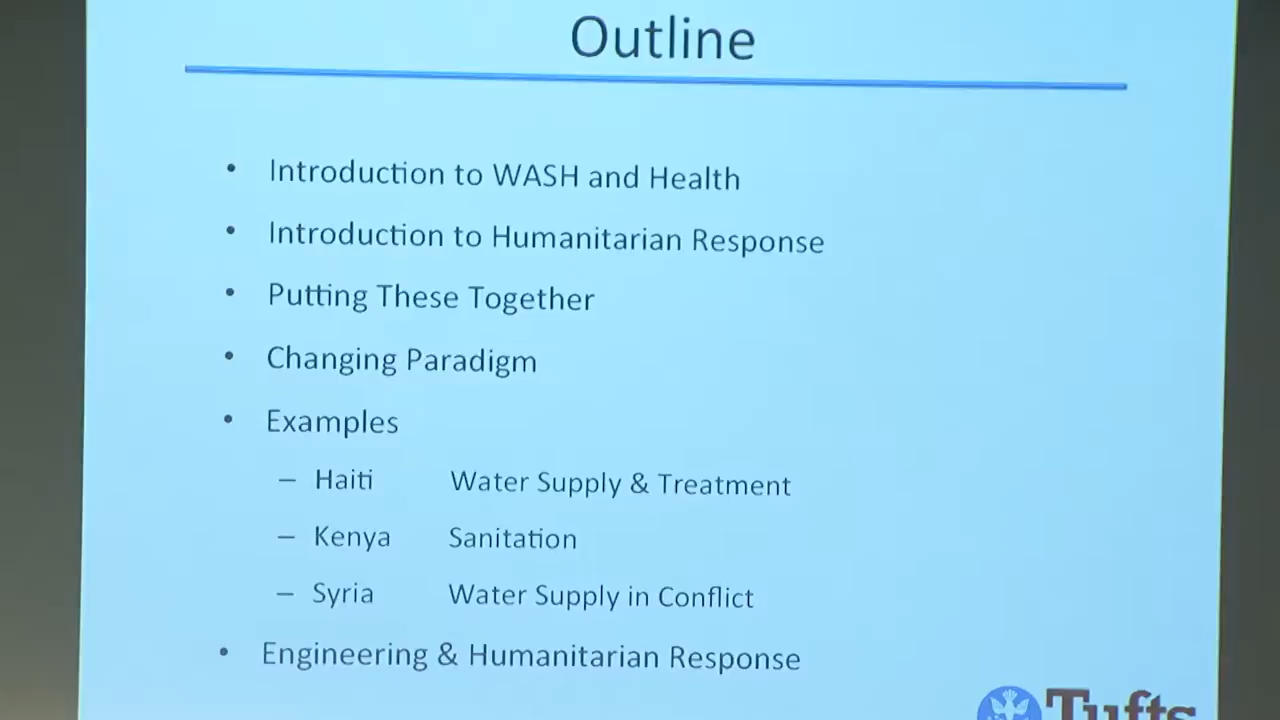 Outline
• Introduction to WASH and Health
• Introduction to Humanitarian Response
• Putting These Together
• Changing Paradigm
• Examples
– Haiti Water Supply & Treatment
– Kenya Sanitation
– Syria Water Supply in Conflict
• Engineering & Humanitarian Response
Tufts